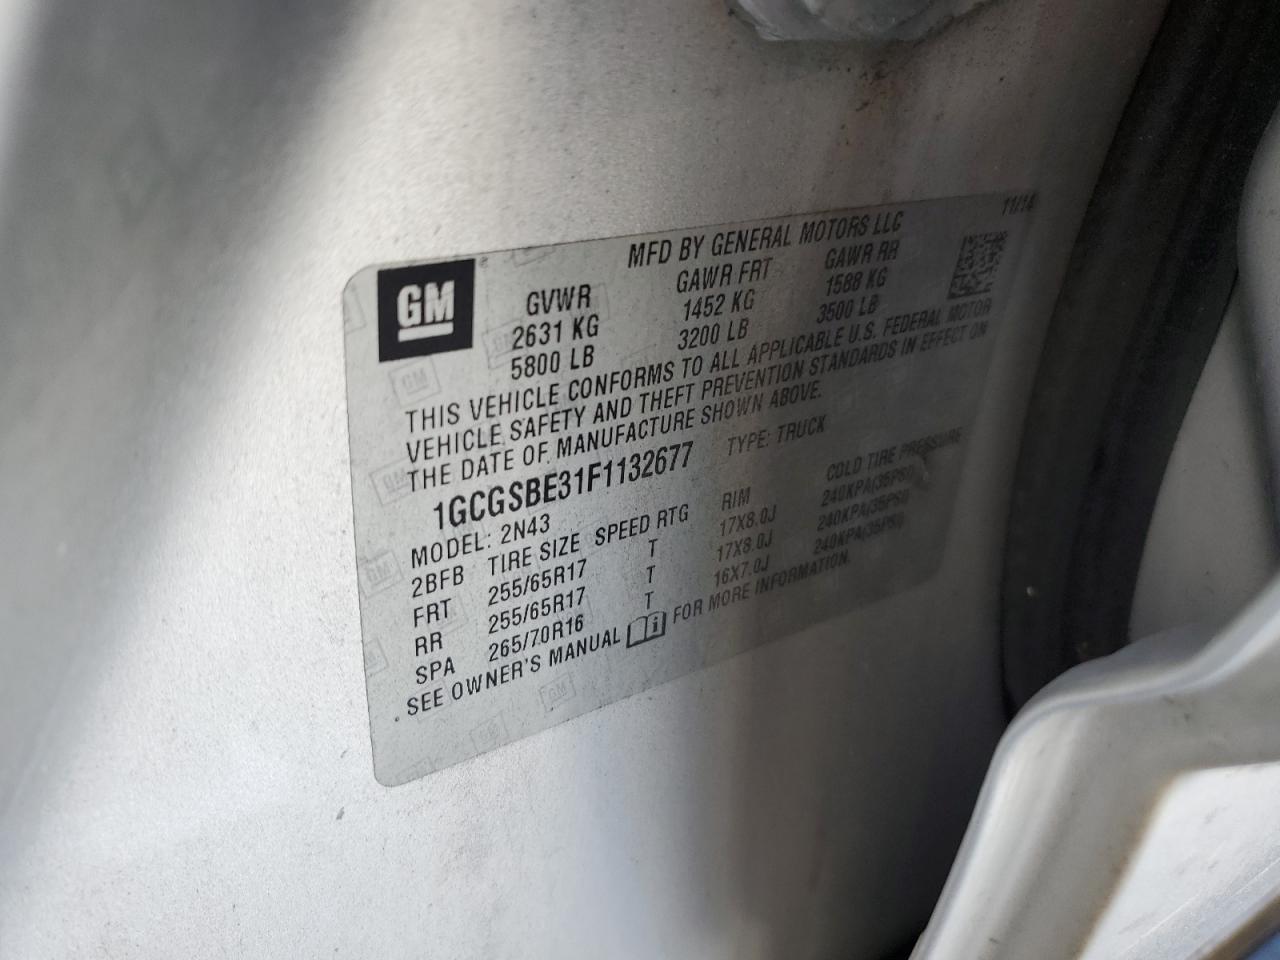 MFD BY GENERAL MOTORS LLC 11/14
GM
GVWR GAWR FRT GAWR RR
2631 KG 1452 KG 1588 KG
5800 LB 3200 LB 3500 LB
THIS VEHICLE CONFORMS TO ALL APPLICABLE U.S. FEDERAL MOTOR
VEHICLE SAFETY AND THEFT PREVENTION STANDARDS IN EFFECT ON
THE DATE OF MANUFACTURE SHOWN ABOVE.
1GCGSBE31F1132677 TYPE: TRUCK
MODEL: 2N43
2BFB TIRE SIZE SPEED RTG RIM COLD TIRE PRESSURE
FRT 255/65R17 T 17X8.0J 240KPA(35PSI)
RR 255/65R17 T 17X8.0J 240KPA(35PSI)
SPA 265/70R16 T 16X7.0J 240KPA(35PSI)
SEE OWNER'S MANUAL FOR MORE INFORMATION.